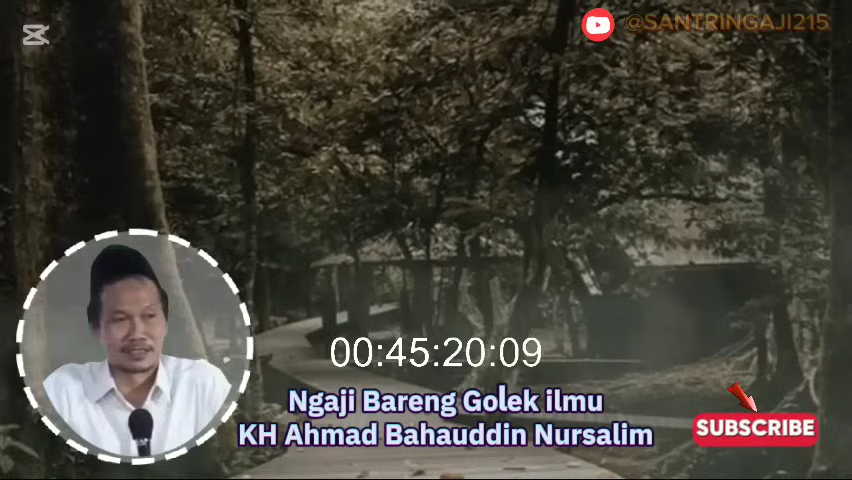 @SANTRINGAJI215
00:45:20:09
Ngaji Bareng Golek ilmu
KH Ahmad Bahauddin Nursalim
SUBSCRIBE